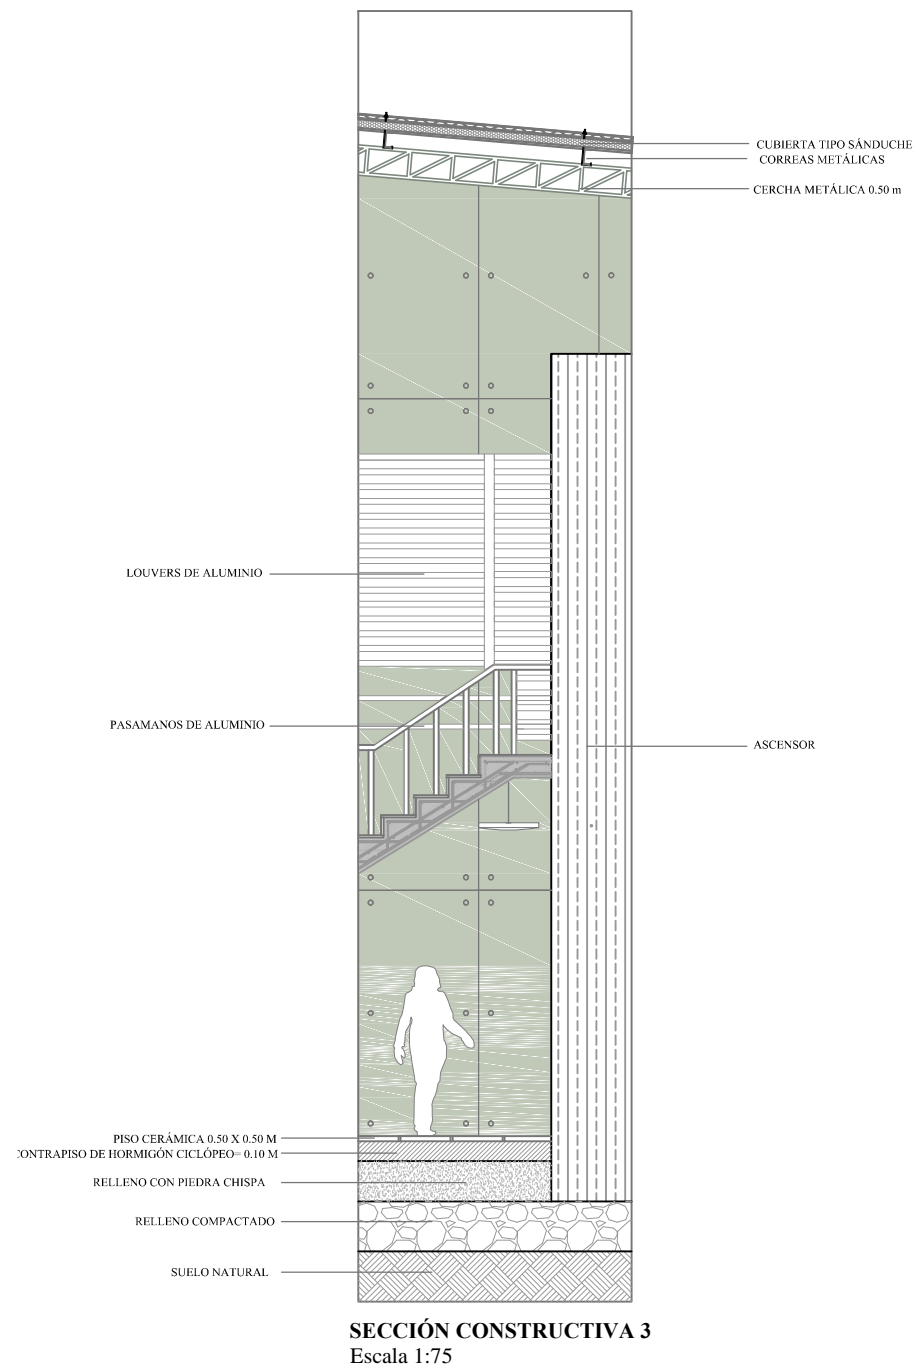 CUBIERTA TIPO SÁNDUCHE
CORREAS METÁLICAS
CERCHA METÁLICA 0.50 m
LOUVERS DE ALUMINIO
PASAMANOS DE ALUMINIO
ASCENSOR
PISO CERÁMICA 0.50 X 0.50 M
ONTRAPISO DE HORMIGÓN CICLÓPEO= 0.10 M
RELLENO CON PIEDRA CHISPA
RELLENO COMPACTADO
SUELO NATURAL
SECCIÓN CONSTRUCTIVA 3
Escala 1:75